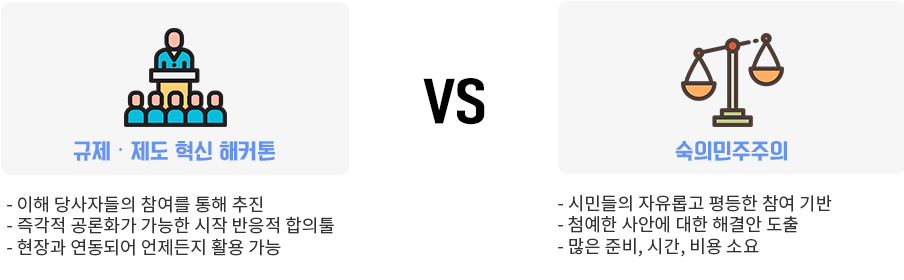 규제 · 제도 혁신 해커톤
- 이해 당사자들의 참여를 통해 추진
- 즉각적 공론화가 가능한 시작 반응적 합의툴
- 현장과 연동되어 언제든지 활용 가능
VS
숙의민주주의
- 시민들의 자유롭고 평등한 참여 기반
- 첨예한 사안에 대한 해결안 도출
- 많은 준비, 시간, 비용 소요